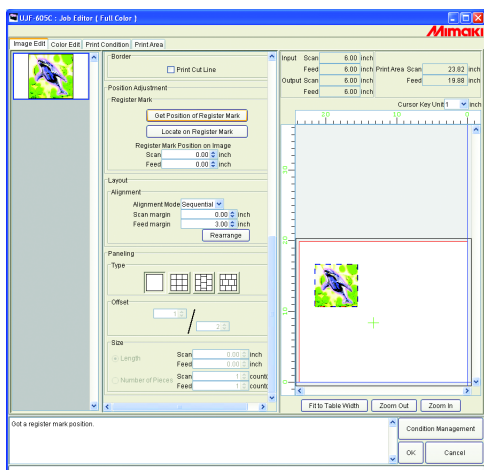 UJF-605C : Job Editor ( Full Color )
Mimaki
Image Edit Color Edit Print Condition Print Area
Border
Print Cut Line
Position Adjustment
Register Mark
Get Position of Register Mark
Locate on Register Mark
Register Mark Position on Image
Scan 0.00 inch
Feed 0.00 inch
Layout
Alignment
Alignment Mode Sequential
Scan margin 0.00 inch
Feed margin 3.00 inch
Rearrange
Paneling
Type
Offset
1
/
2
Size
Length
Scan 0.00 inch
Feed 0.00 inch
Number of Pieces
Scan 1 count(
Feed 1 count(
Input Scan 6.00 inch
Feed 6.00 inch Print Area Scan 23.82 inch
Output Scan 6.00 inch Feed 19.88 inch
Feed 6.00 inch
Cursor Key Unit 1 inch
20 10 0
30
20
10
0
Fit to Table Width Zoom Out Zoom In
Got a register mark position.
Condition Management
OK Cancel